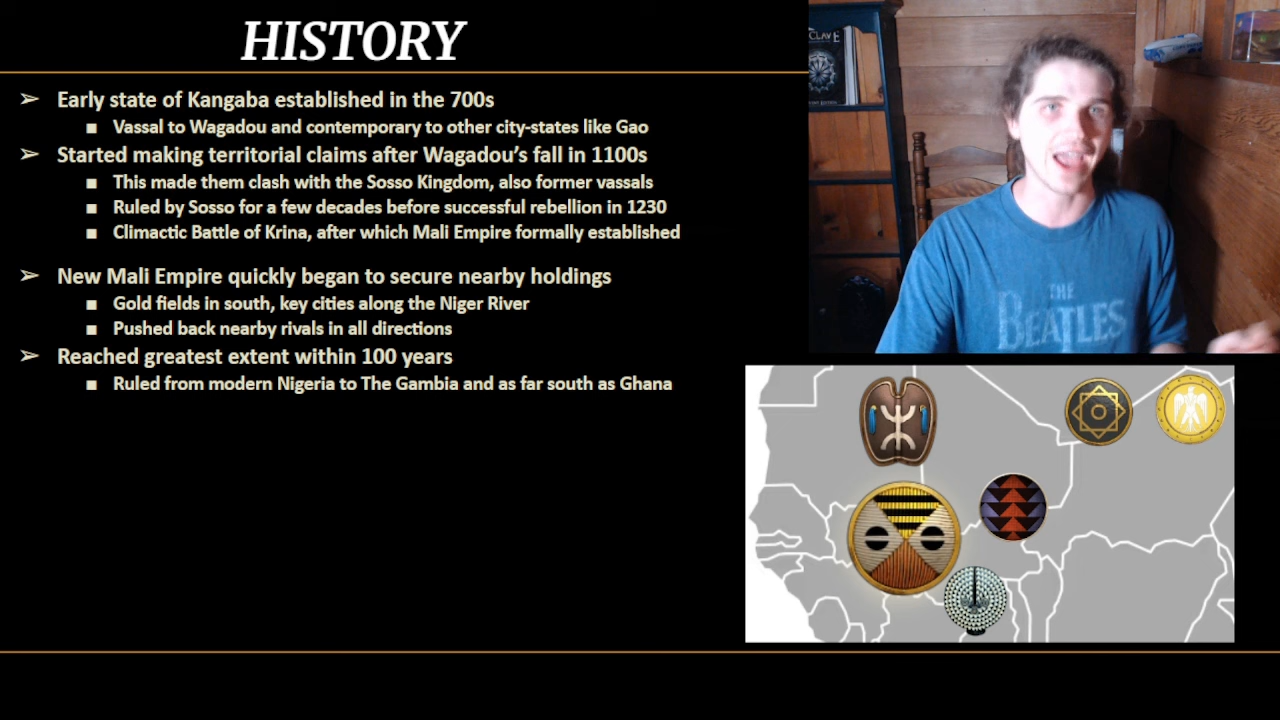 HISTORY
➢ Early state of Kangaba established in the 700s
■ Vassal to Wagadou and contemporary to other city-states like Gao
➢ Started making territorial claims after Wagadou’s fall in 1100s
■ This made them clash with the Sosso Kingdom, also former vassals
■ Ruled by Sosso for a few decades before successful rebellion in 1230
■ Climactic Battle of Krina, after which Mali Empire formally established
➢ New Mali Empire quickly began to secure nearby holdings
■ Gold fields in south, key cities along the Niger River
■ Pushed back nearby rivals in all directions
➢ Reached greatest extent within 100 years
■ Ruled from modern Nigeria to The Gambia and as far south as Ghana
THE
BEATLES